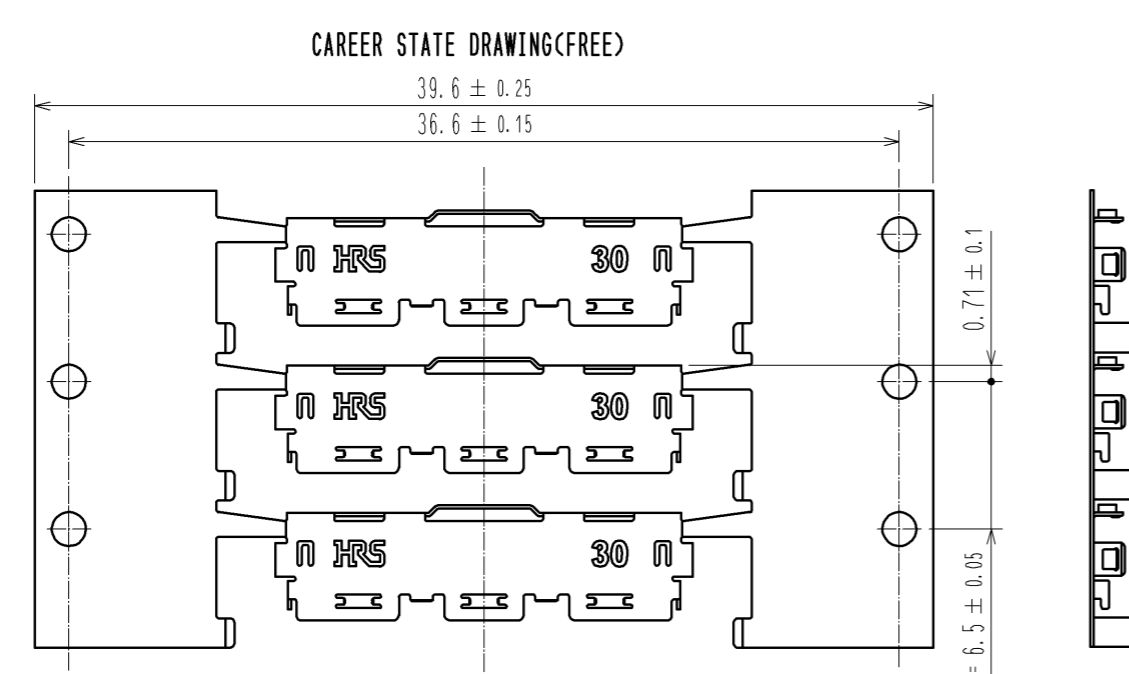 CAREER STATE DRAWING(FREE)
39.6 ± 0.25
36.6 ± 0.15
HRS 30
0.71 ± 0.1
HRS 30
HRS 30
= 6.5 ± 0.05